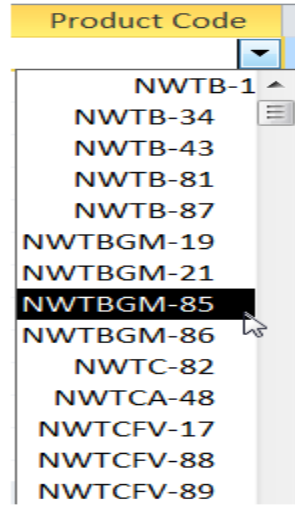 Product Code
NWTB-1
NWTB-34
NWTB-43
NWTB-81
NWTB-87
NWTBGM-19
NWTBGM-21
NWTBGM-85
NWTBGM-86
NWTC-82
NWTCA-48
NWTCFV-17
NWTCFV-88
NWTCFV-89